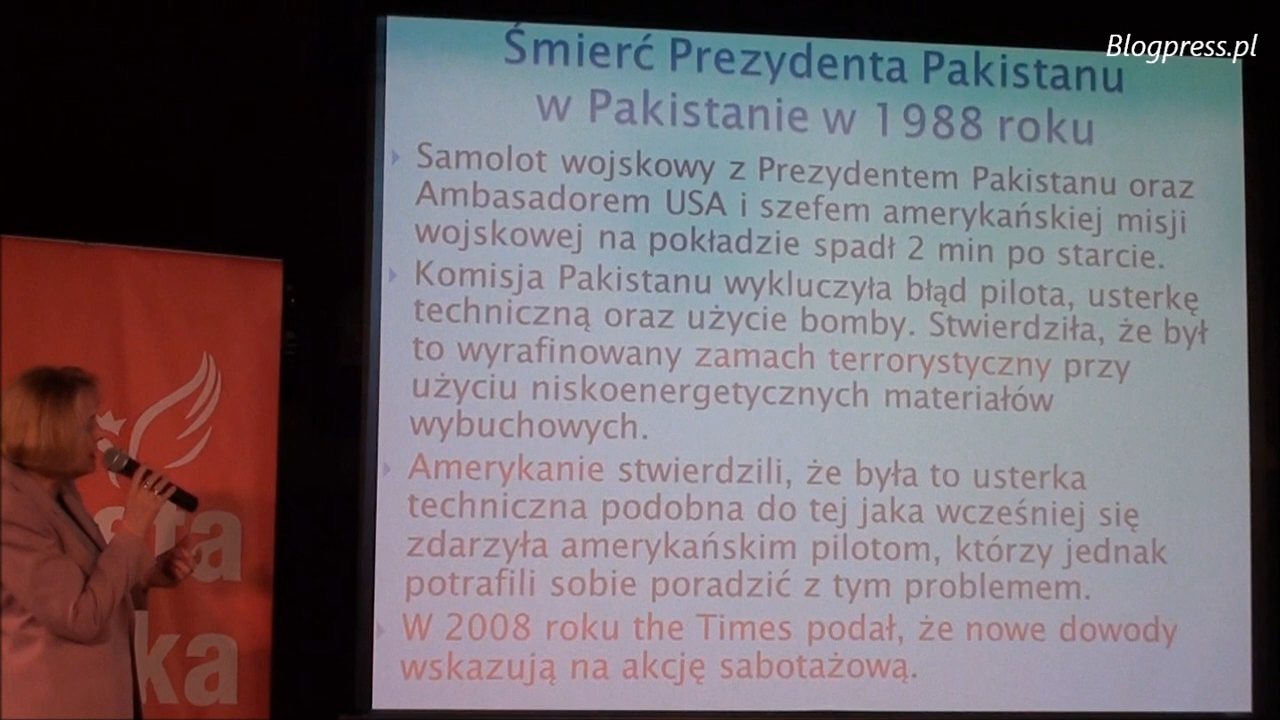 Blogpress.pl
Śmierć Prezydenta Pakistanu
w Pakistanie w 1988 roku
Samolot wojskowy z Prezydentem Pakistanu oraz
Ambasadorem USA i szefem amerykańskiej misji
wojskowej na pokładzie spadł 2 min po starcie.
Komisja Pakistanu wykluczyła błąd pilota, usterkę
techniczną oraz użycie bomby. Stwierdziła, że był
to wyrafinowany zamach terrorystyczny przy
użyciu niskoenergetycznych materiałów
wybuchowych.
Amerykanie stwierdzili, że była to usterka
techniczna podobna do tej jaka wcześniej się
zdarzyła amerykańskim pilotom, którzy jednak
potrafili sobie poradzić z tym problemem.
W 2008 roku the Times podał, że nowe dowody
wskazują na akcję sabotażową.